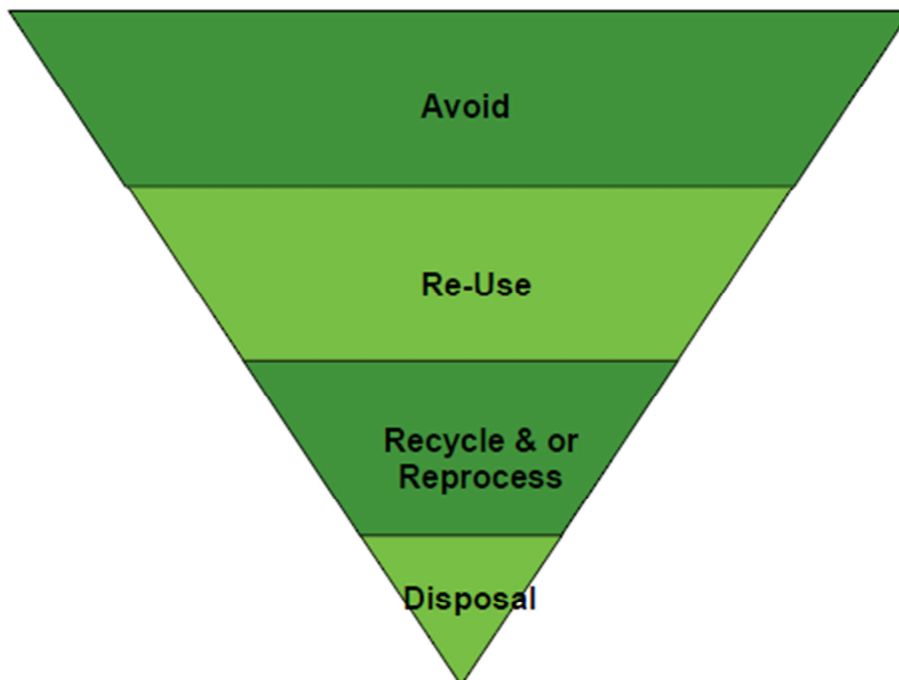 Avoid
Re-Use
Recycle & or
Reprocess
Disposal